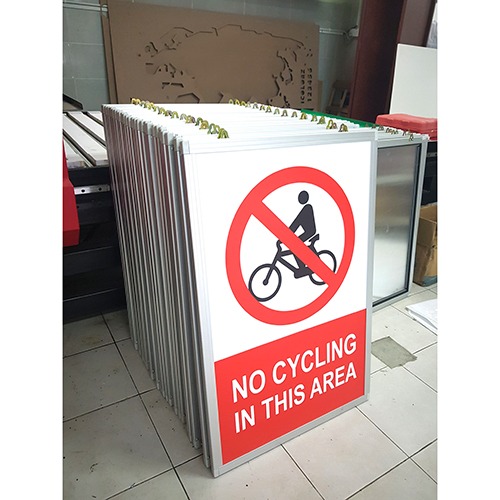 NO CYCLING
IN THIS AREA